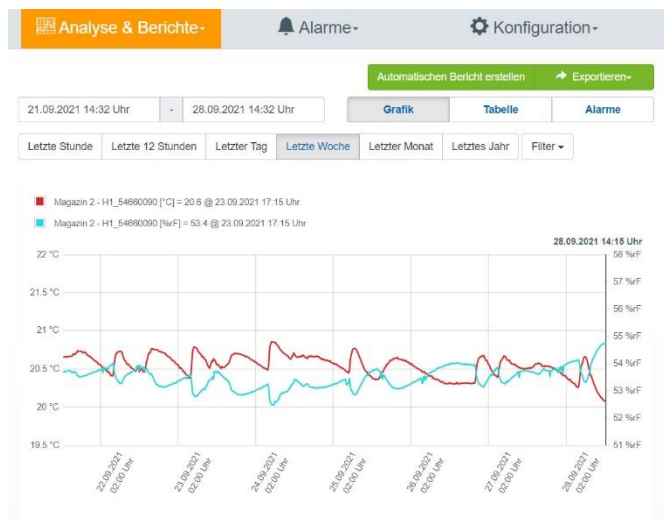 Analyse & Berichte
Alarme
Konfiguration
Automatischen Bericht erstellen
Exportieren
21.09.2021 14:32 Uhr - 28.09.2021 14:32 Uhr
Grafik Tabelle Alarme
Letzte Stunde Letzte 12 Stunden Letzter Tag Letzte Woche Letzter Monat Letztes Jahr Filter
Magazin 2 - H1_54660090 [°C] = 20.6 @ 23.09.2021 17:15 Uhr
Magazin 2 - H1_54660090 [%rF] = 53.4 @ 23.09.2021 17:15 Uhr
28.09.2021 14:15 Uhr
22 °C
21.5 °C
21 °C
20.5 °C
20 °C
19.5 °C
58 %rF
57 %rF
56 %rF
55 %rF
54 %rF
53 %rF
52 %rF
51 %rF
22.09.2021
02:00 Uhr
23.09.2021
02:00 Uhr
24.09.2021
02:00 Uhr
25.09.2021
02:00 Uhr
26.09.2021
02:00 Uhr
27.09.2021
02:00 Uhr
28.09.2021
02:00 Uhr